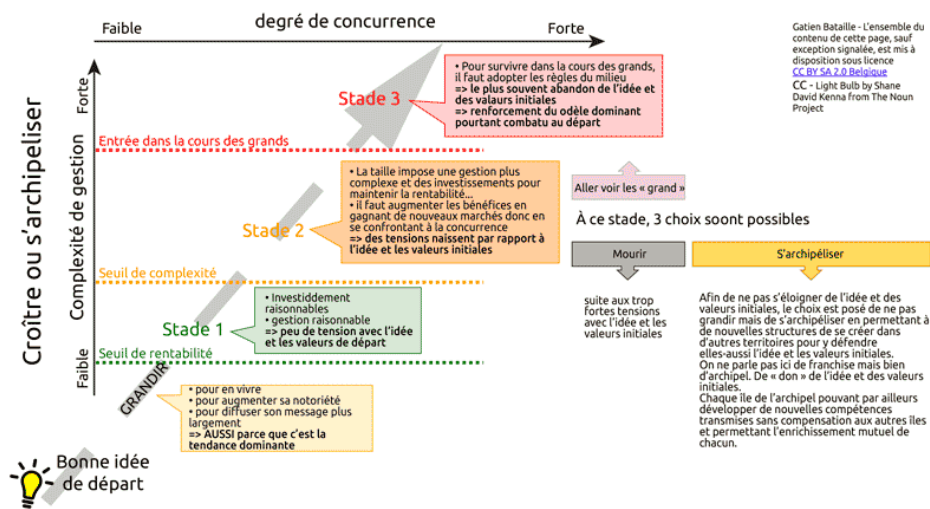 degré de concurrence
Faible
Forte
Gatien Bataille - L'ensemble du
contenu de cette page, sauf
exception signalée, est mis à
disposition sous licence
CC BY SA 2.0 Belgique
CC - Light Bulb by Shane
David Kenna from The Noun
Project
Croître ou s'archipeliser
Complexité de gestion
Forte
Faible
Stade 3
• Pour survivre dans la cours des grands,
il faut adopter les règles du milieu
=> le plus souvent abandon de l'idée et
des valaurs initiales
=> renforcement du odèle dominant
pourtant combatu au départ
Entrée dans la cours des grands
Stade 2
• La taille impose une gestion plus
complexe et des investissements pour
maintenir la rentabilité...
• il faut augmenter les bénéfices en
gagnant de nouveaux marchés donc en
se confrontant à la concurrence
=> des tensions naissent par rapport à
l'idée et les valeurs initiales
Aller voir les « grand »
À ce stade, 3 choix soont possibles
Mourir
S'archipéliser
suite aux trop
fortes tensions
avec l'idée et les
valeurs initiales
Afin de ne pas s'éloigner de l'idée et des
valeurs initiales, le choix est posé de ne pas
grandir mais de s'archipéliser en permettant à
de nouvelles structures de se créer dans
d'autres territoires pour y défendre
elles-aussi l'idée et les valeurs initiales.
On ne parle pas ici de franchise mais bien
d'archipel. De « don » de l'idée et des valeurs
initiales.
Chaque île de l'archipel pouvant par ailleurs
développer de nouvelles compétences
transmises sans compensation aux autres îles
et permettant l'enrichissement mutuel de
chacun.
Seuil de complexité
Stade 1
• Investiddement
raisonnables
• gestion raisonnable
=> peu de tension avec l'idée
et les valeurs de départ
Seuil de rentabilité
GRANDIR
• pour en vivre
• pour augmenter sa notoriété
• pour diffuser son message plus
largement
=> AUSSI parce que c'est la
tendance dominante
Bonne idée
de départ